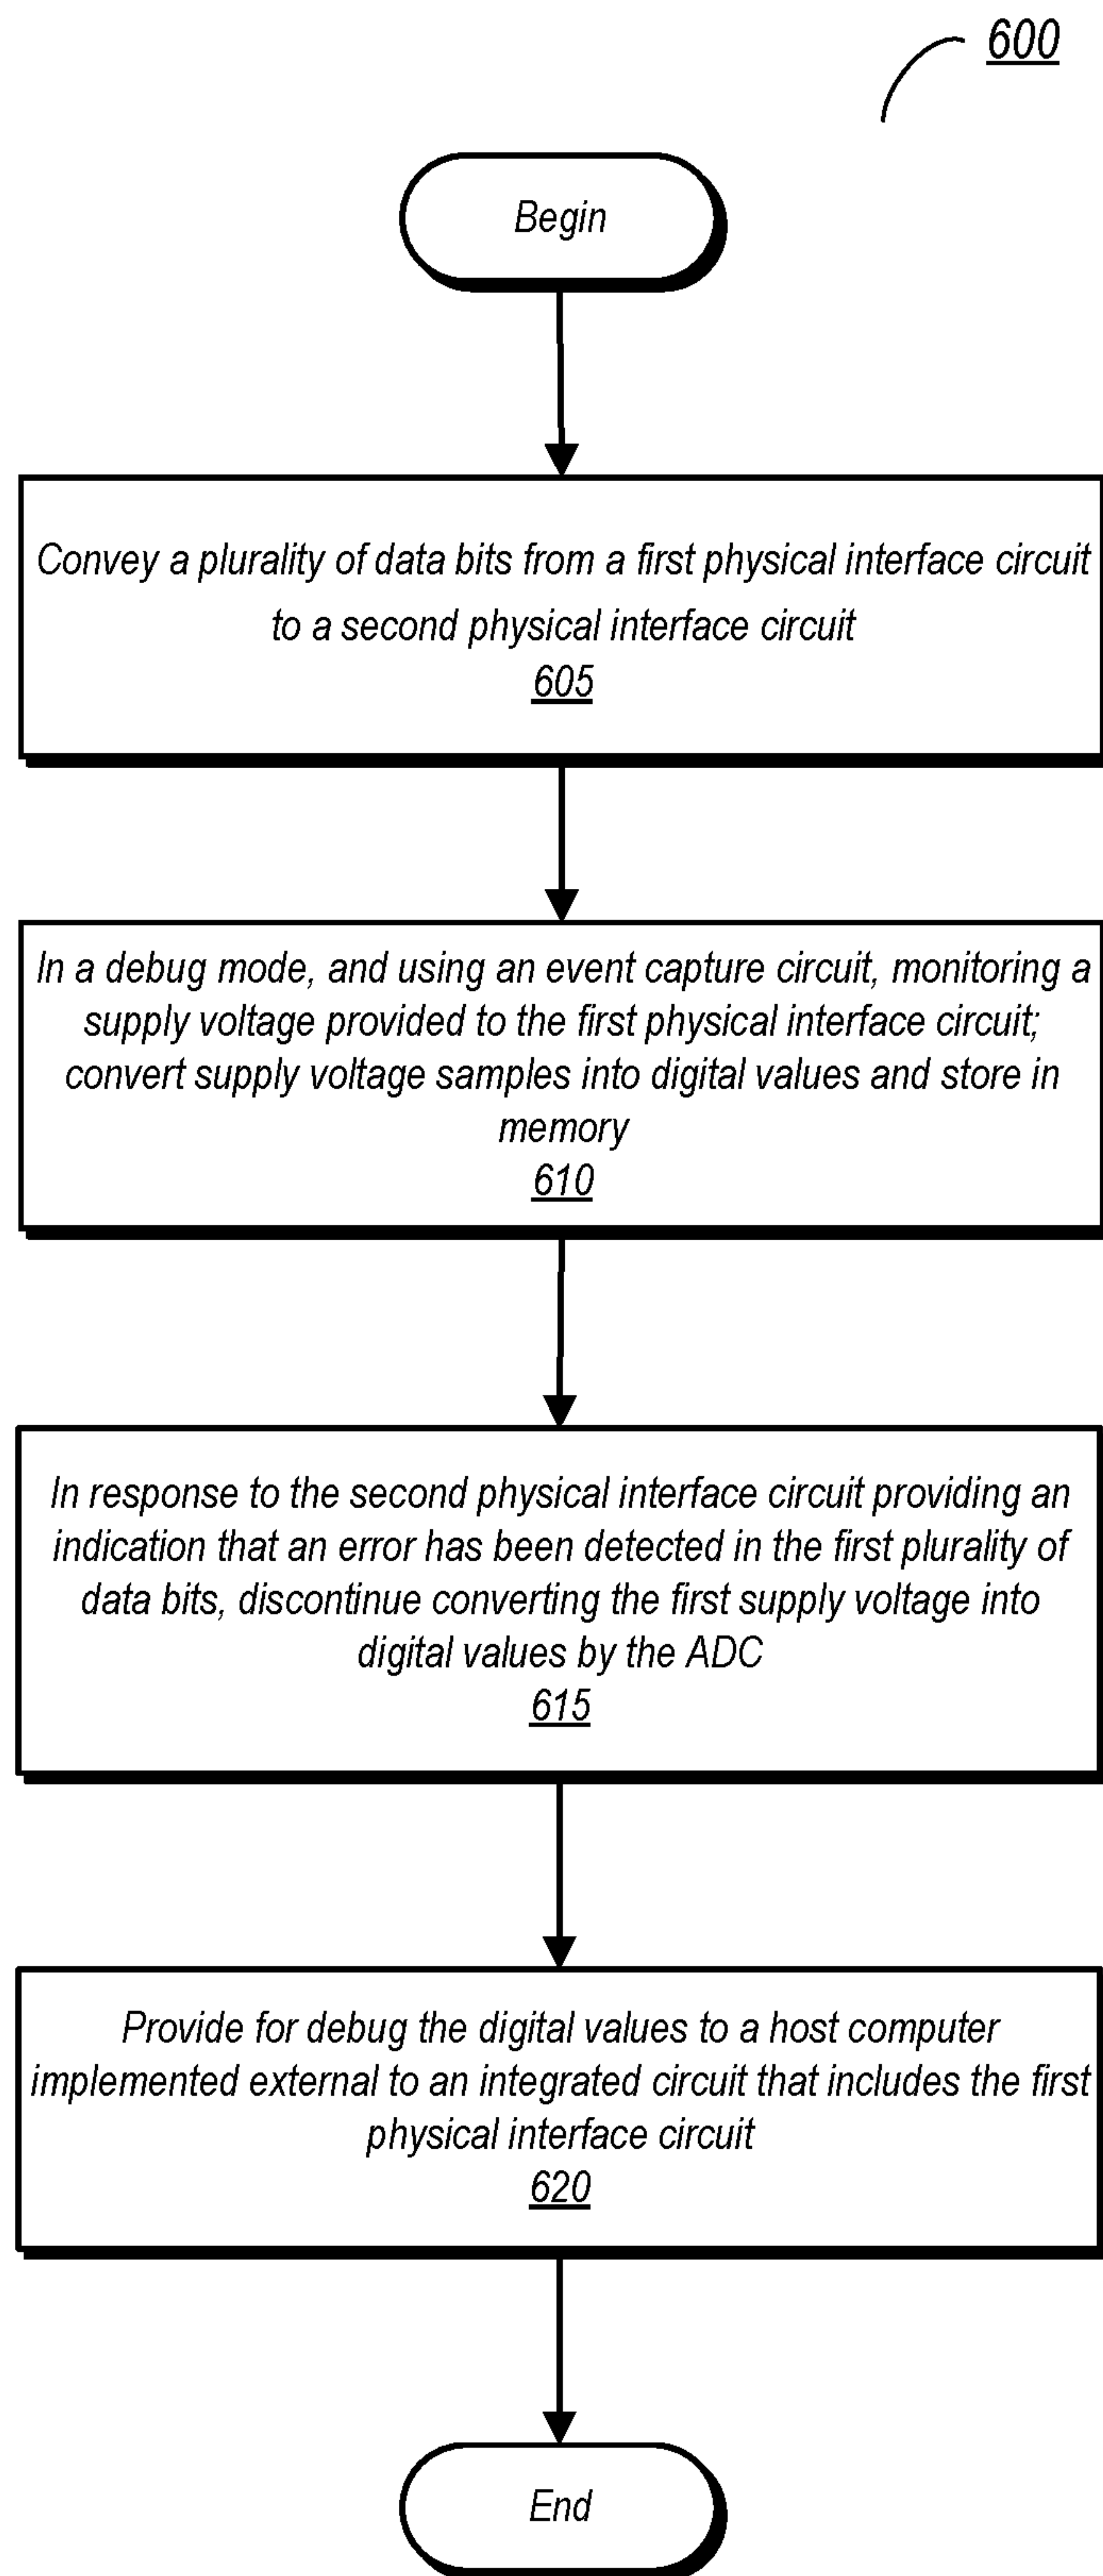 600
Begin
Convey a plurality of data bits from a first physical interface circuit
to a second physical interface circuit
605
In a debug mode, and using an event capture circuit, monitoring a
supply voltage provided to the first physical interface circuit;
convert supply voltage samples into digital values and store in
memory
610
In response to the second physical interface circuit providing an
indication that an error has been detected in the first plurality of
data bits, discontinue converting the first supply voltage into
digital values by the ADC
615
Provide for debug the digital values to a host computer
implemented external to an integrated circuit that includes the first
physical interface circuit
620
End